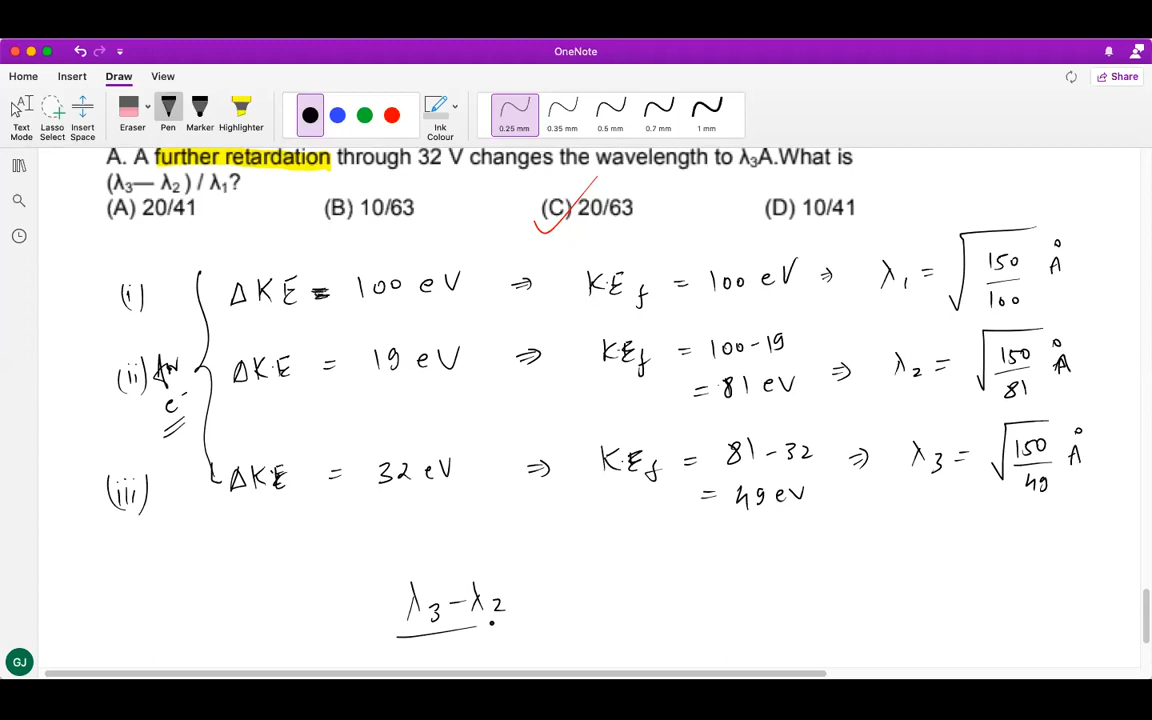 OneNote
Home Insert Draw View
Share
Text Mode
Lasso Select
Insert Space
Eraser
Pen
Marker
Highlighter
Ink Colour
0.25 mm
0.35 mm
0.5 mm
0.7 mm
1 mm
A. A further retardation through 32 V changes the wavelength to λ₃A.What is
(λ₃— λ₂ ) / λ₁?
(A) 20/41 (B) 10/63 (C) 20/63 (D) 10/41
(i) ΔKE = 100 eV ⇒ K.E_f = 100 eV ⇒ λ₁ = √(150/100) Å
(ii) An e⁻ ΔK.E = 19 eV ⇒ K.E_f = 100-19
= 81 eV ⇒ λ₂ = √(150/81) Å
(iii) ΔK.E = 32 eV ⇒ K.E_f = 81-32 ⇒ λ₃ = √(150/49) Å
= 49 eV
λ₃-λ₂
GJ